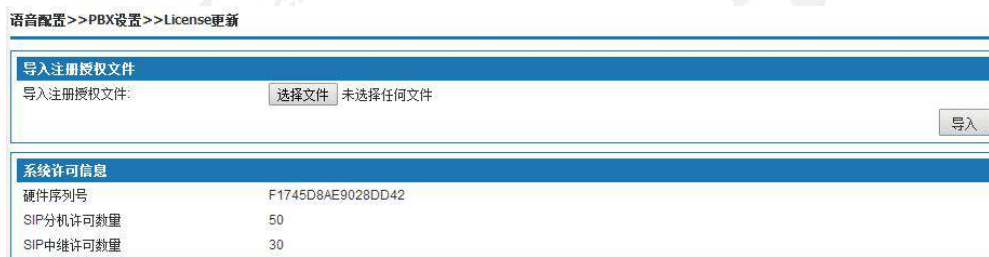 语音配置>>PBX设置>>License更新
导入注册授权文件
导入注册授权文件: 选择文件 未选择任何文件
导入
系统许可信息
硬件序列号 F1745D8AE9028DD42
SIP分机许可数量 50
SIP中继许可数量 30